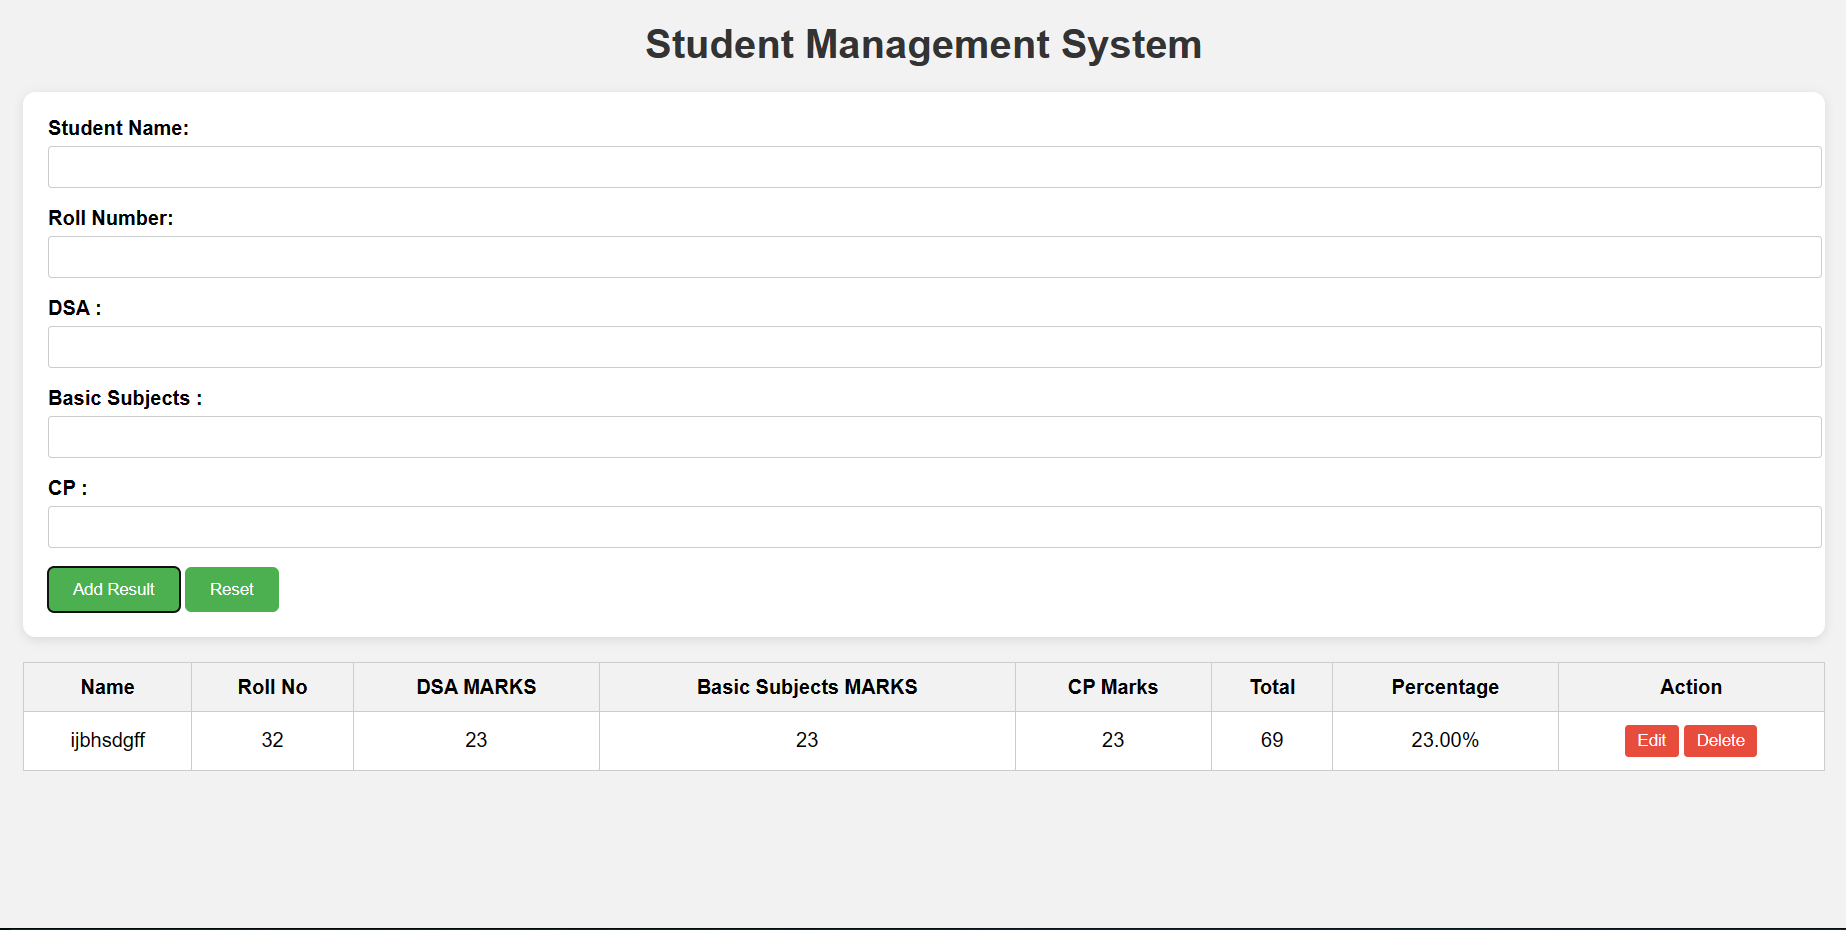 Student Management System
Student Name:
Roll Number:
DSA :
Basic Subjects :
CP :
Add Result Reset
Name Roll No DSA MARKS Basic Subjects MARKS CP Marks Total Percentage Action
ijbhsdgff 32 23 23 23 69 23.00% Edit Delete